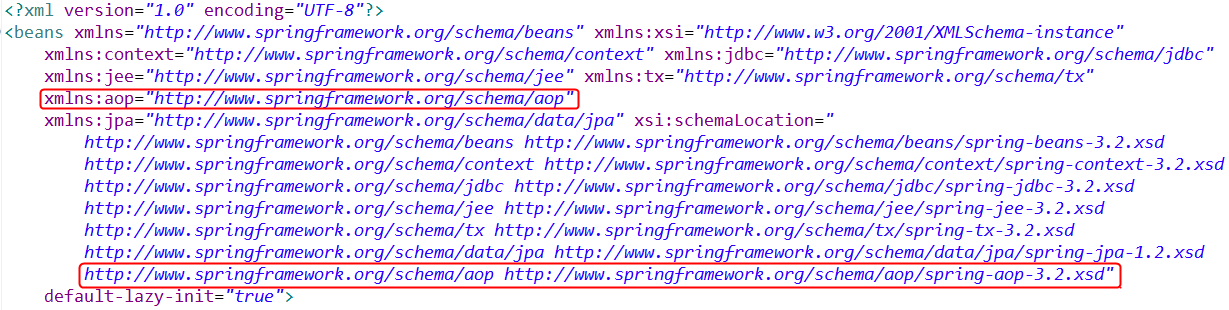 <?xml version="1.0" encoding="UTF-8"?>
<beans xmlns="http://www.springframework.org/schema/beans" xmlns:xsi="http://www.w3.org/2001/XMLSchema-instance"
xmlns:context="http://www.springframework.org/schema/context" xmlns:jdbc="http://www.springframework.org/schema/jdbc"
xmlns:jee="http://www.springframework.org/schema/jee" xmlns:tx="http://www.springframework.org/schema/tx"
xmlns:aop="http://www.springframework.org/schema/aop"
xmlns:jpa="http://www.springframework.org/schema/data/jpa" xsi:schemaLocation="
http://www.springframework.org/schema/beans http://www.springframework.org/schema/beans/spring-beans-3.2.xsd
http://www.springframework.org/schema/context http://www.springframework.org/schema/context/spring-context-3.2.xsd
http://www.springframework.org/schema/jdbc http://www.springframework.org/schema/jdbc/spring-jdbc-3.2.xsd
http://www.springframework.org/schema/jee http://www.springframework.org/schema/jee/spring-jee-3.2.xsd
http://www.springframework.org/schema/tx http://www.springframework.org/schema/tx/spring-tx-3.2.xsd
http://www.springframework.org/schema/data/jpa http://www.springframework.org/schema/data/jpa/spring-jpa-1.2.xsd
http://www.springframework.org/schema/aop http://www.springframework.org/schema/aop/spring-aop-3.2.xsd"
default-lazy-init="true">